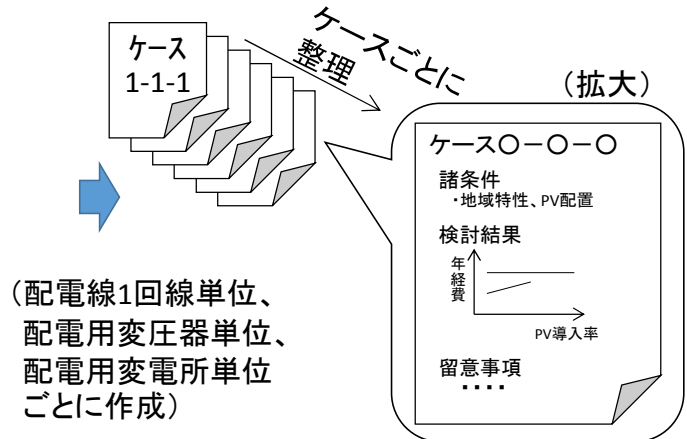 ケース
1-1-1
ケースごとに
整理
（拡大）
ケース〇－〇－〇
諸条件
・地域特性、PV配置
検討結果
年経費
PV導入率
留意事項
・・・・
（配電線1回線単位、
配電用変圧器単位、
配電用変電所単位
ごとに作成）